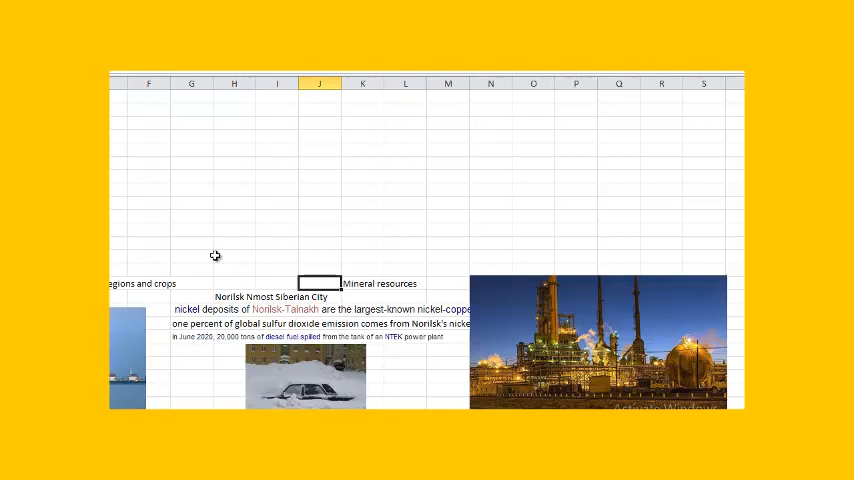 F G H I J K L M N O P Q R S
egions and crops Mineral resources
Norilsk Nmost Siberian City
nickel deposits of Norilsk-Talnakh are the largest-known nickel-coppe
one percent of global sulfur dioxide emission comes from Norilsk's nicke
In June 2020, 20,000 tons of diesel fuel spilled from the tank of an NTEK power plant
Activate Windows